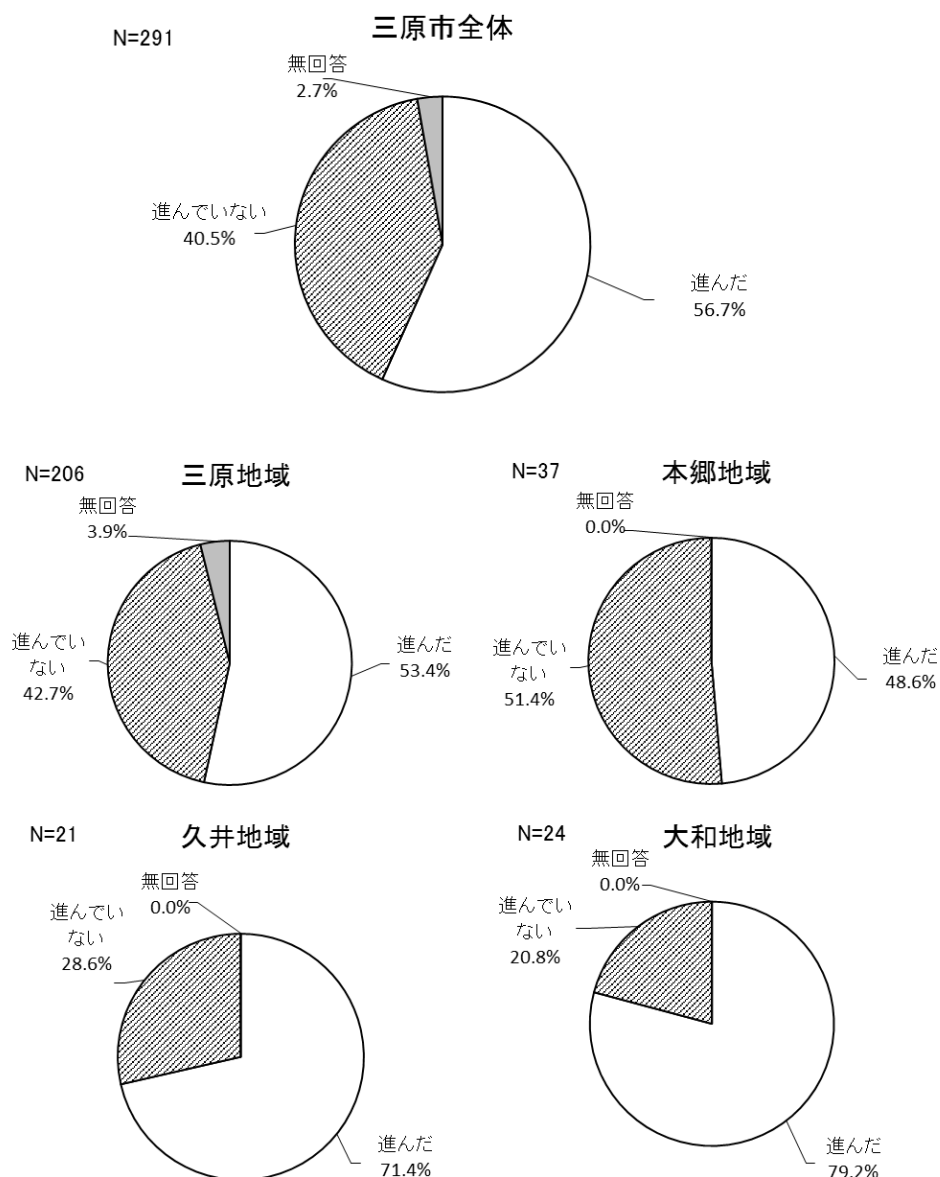 N=291
三原市全体
無回答
2.7%
進んでいない
40.5%
進んだ
56.7%
N=206
三原地域
無回答
3.9%
進んでい
ない
42.7%
進んだ
53.4%
N=37
本郷地域
無回答
0.0%
進んでい
ない
51.4%
進んだ
48.6%
N=21
久井地域
無回答
0.0%
進んでい
ない
28.6%
進んだ
71.4%
N=24
大和地域
無回答
0.0%
進んでい
ない
20.8%
進んだ
79.2%